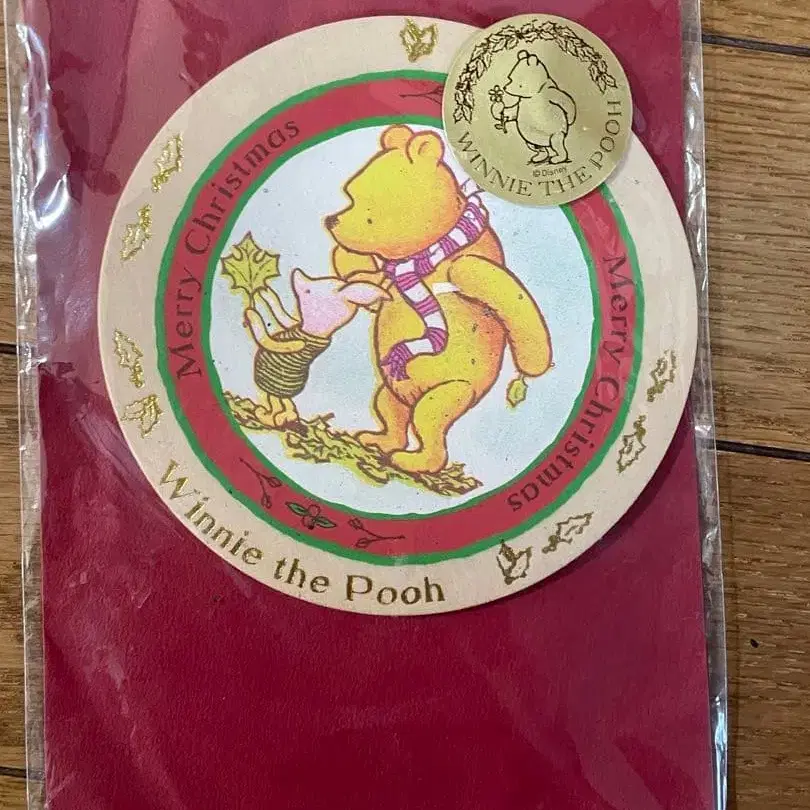 WINNIE THE POOH
© Disney
Merry Christmas
Merry Christmas
Winnie the Pooh